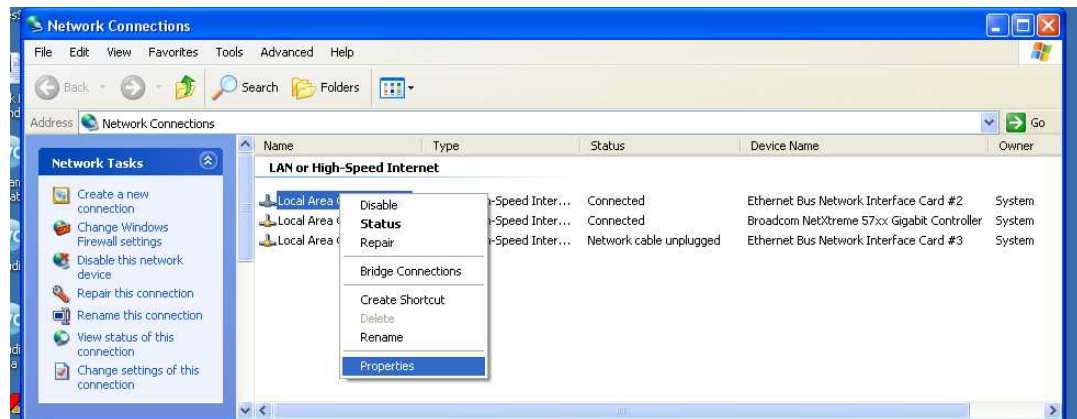 Network Connections
File Edit View Favorites Tools Advanced Help
Back Search Folders
Address Network Connections Go
Name Type Status Device Name Owner
Network Tasks
Create a new
connection
Change Windows
Firewall settings
Disable this network
device
Repair this connection
Rename this connection
View status of this
connection
Change settings of this
connection
LAN or High-Speed Internet
Local Area -Speed Inter... Connected Ethernet Bus Network Interface Card #2 System
Local Area -Speed Inter... Connected Broadcom NetXtreme 57xx Gigabit Controller System
Local Area -Speed Inter... Network cable unplugged Ethernet Bus Network Interface Card #3 System
Disable
Status
Repair
Bridge Connections
Create Shortcut
Delete
Rename
Properties